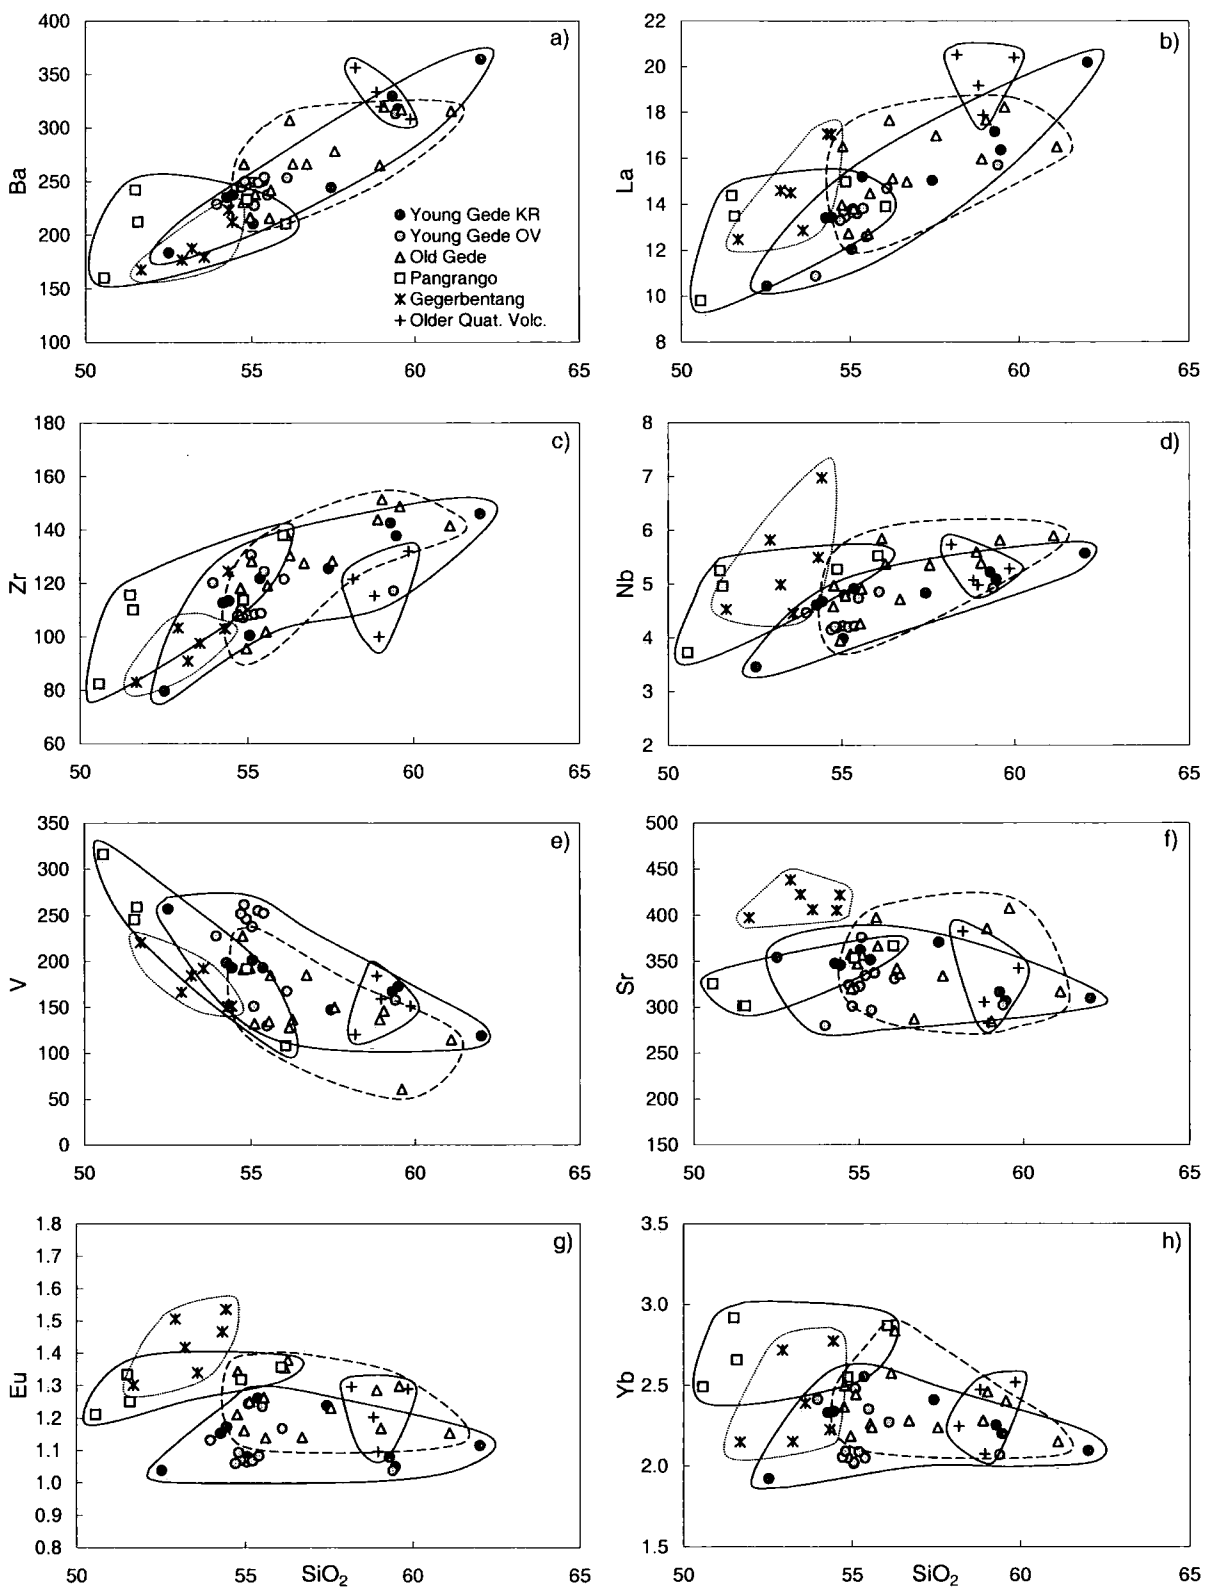 400
350
300
250
200
150
100
Ba
a)
Young Gede KR
Young Gede OV
Old Gede
Pangrango
Gegerbentang
Older Quat. Volc.
50 55 60 65
22
20
18
16
14
12
10
8
La
b)
50 55 60 65
180
160
140
120
100
80
60
Zr
c)
50 55 60 65
8
7
6
5
4
3
2
Nb
d)
50 55 60 65
350
300
250
200
150
100
50
0
V
e)
50 55 60 65
500
450
400
350
300
250
200
150
Sr
f)
50 55 60 65
1.8
1.7
1.6
1.5
1.4
1.3
1.2
1.1
1.0
0.9
0.8
Eu
g)
50 55 SiO₂ 60 65
3.5
3.0
2.5
2.0
1.5
Yb
h)
50 55 SiO₂ 60 65